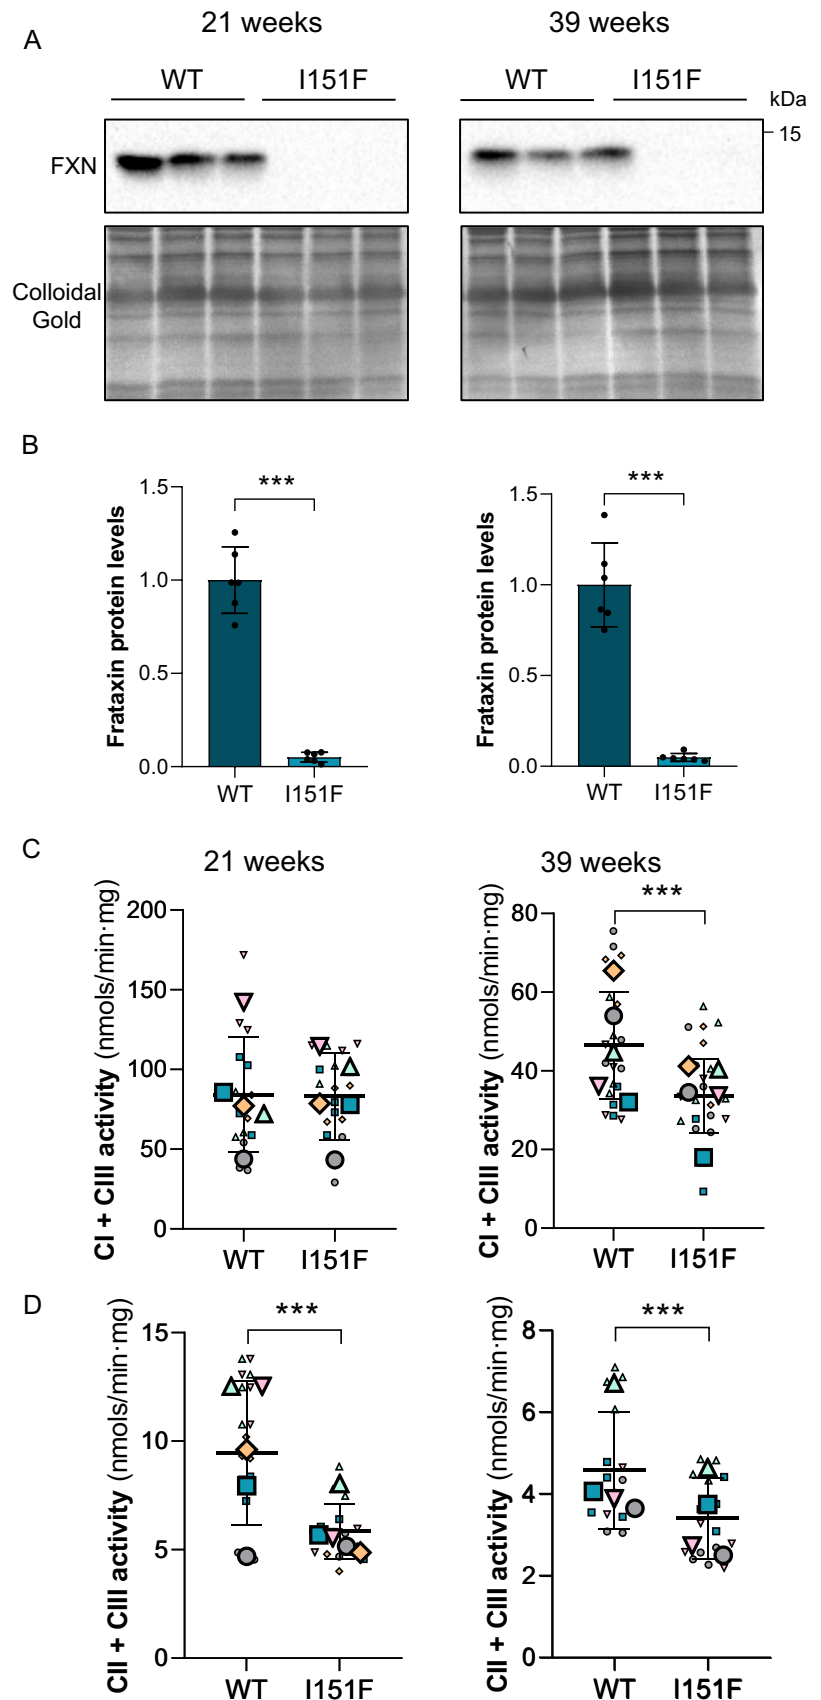 A
21 weeks
39 weeks
WT
I151F
WT
I151F
kDa
15
FXN
Colloidal
Gold
B
Frataxin protein levels
1.5
1.0
0.5
0.0
***
WT
I151F
Frataxin protein levels
1.5
1.0
0.5
0.0
***
WT
I151F
C
21 weeks
CI + CIII activity (nmols/min·mg)
200
150
100
50
0
WT
I151F
39 weeks
CI + CIII activity (nmols/min·mg)
80
60
40
20
0
***
WT
I151F
D
CII + CIII activity (nmols/min·mg)
15
10
5
0
***
WT
I151F
CII + CIII activity (nmols/min·mg)
8
6
4
2
0
***
WT
I151F